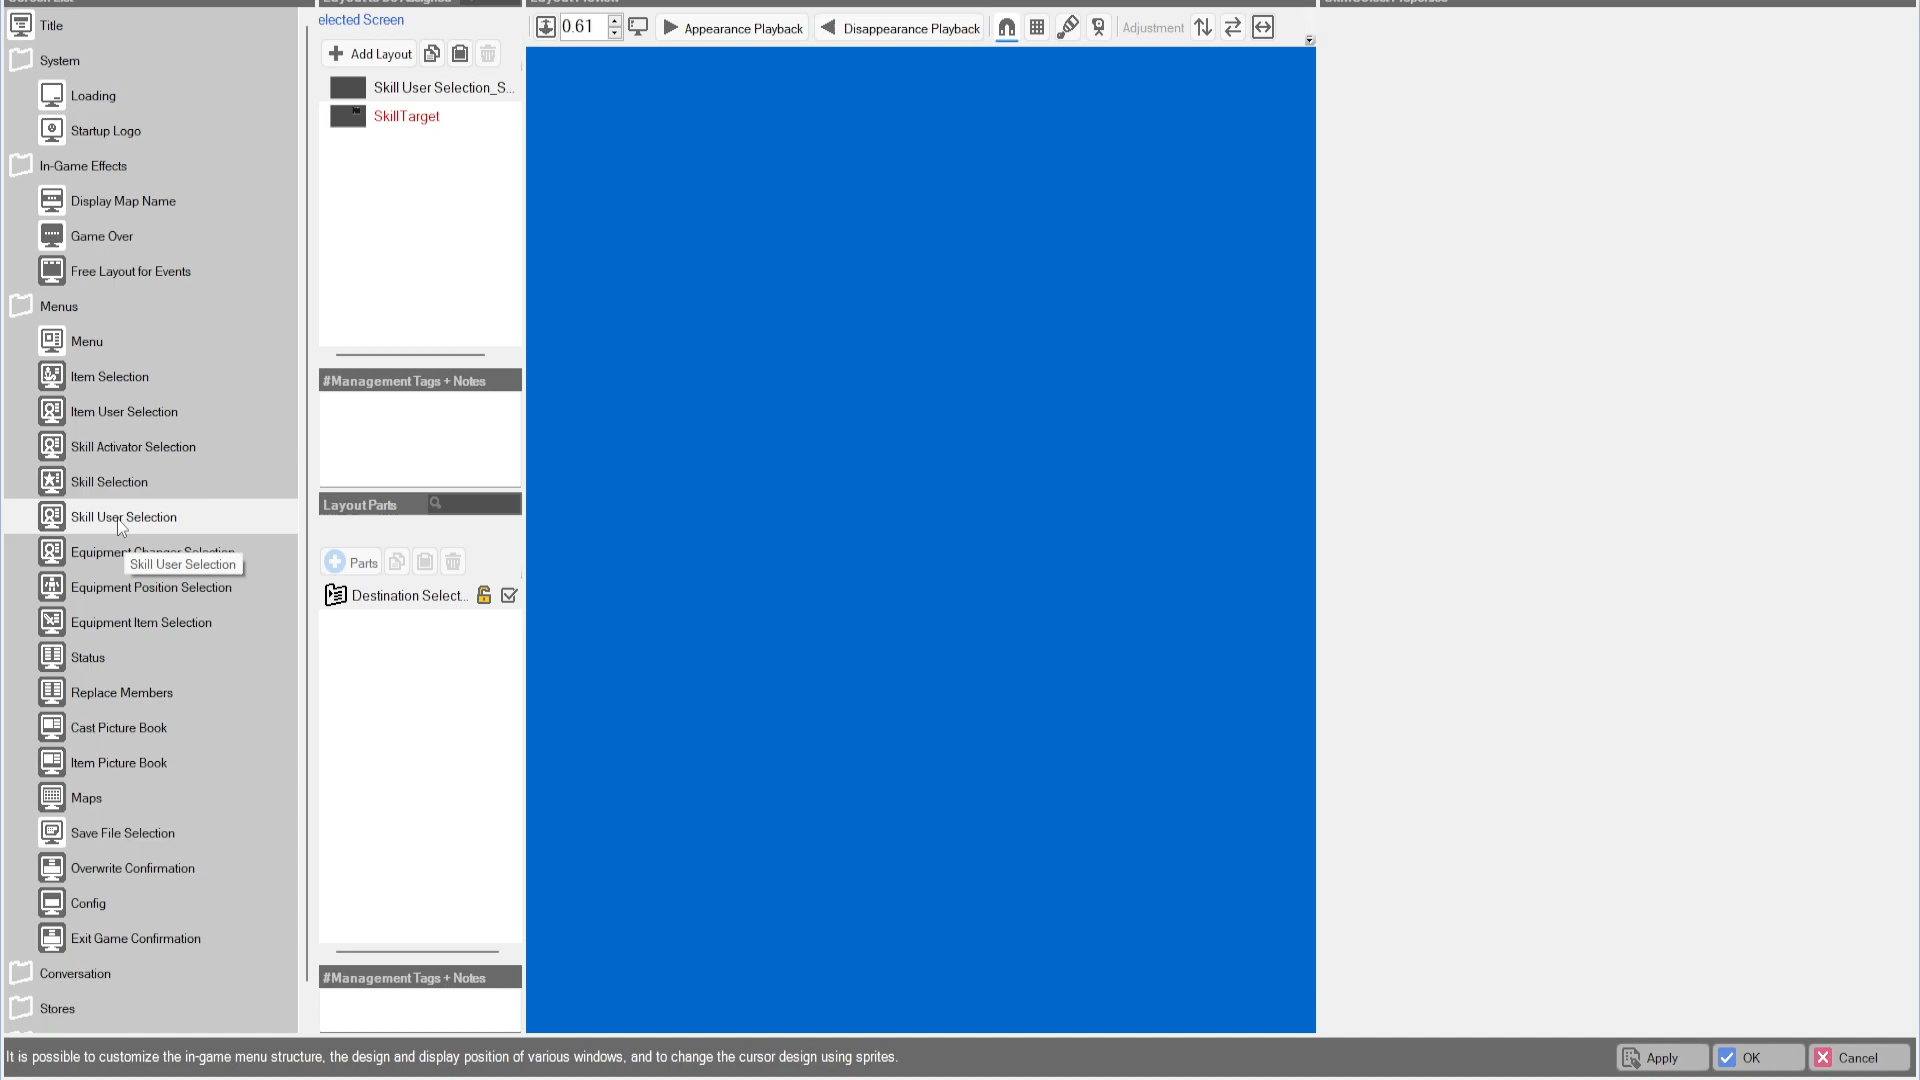 Title
System
Loading
Startup Logo
In-Game Effects
Display Map Name
Game Over
Free Layout for Events
Menus
Menu
Item Selection
Item User Selection
Skill Activator Selection
Skill Selection
Skill User Selection
Equipment Changer Selection
Skill User Selection
Equipment Position Selection
Equipment Item Selection
Status
Replace Members
Cast Picture Book
Item Picture Book
Maps
Save File Selection
Overwrite Confirmation
Config
Exit Game Confirmation
Conversation
Stores
elected Screen
Add Layout
Skill User Selection_S...
SkillTarget
#Management Tags + Notes
Layout Parts
Parts
Destination Select...
#Management Tags + Notes
0.61
Appearance Playback
Disappearance Playback
Adjustment
It is possible to customize the in-game menu structure, the design and display position of various windows, and to change the cursor design using sprites.
Apply
OK
Cancel